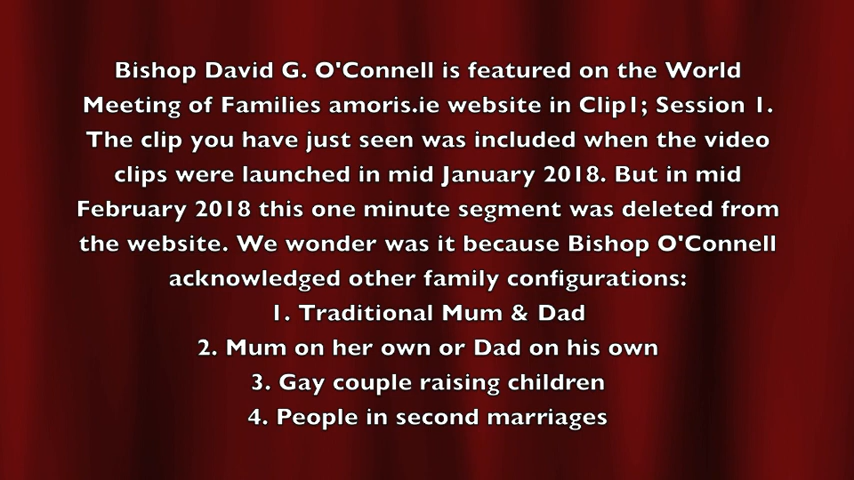 Bishop David G. O'Connell is featured on the World
Meeting of Families amoris.ie website in Clip1; Session 1.
The clip you have just seen was included when the video
clips were launched in mid January 2018. But in mid
February 2018 this one minute segment was deleted from
the website. We wonder was it because Bishop O'Connell
acknowledged other family configurations:
1. Traditional Mum & Dad
2. Mum on her own or Dad on his own
3. Gay couple raising children
4. People in second marriages